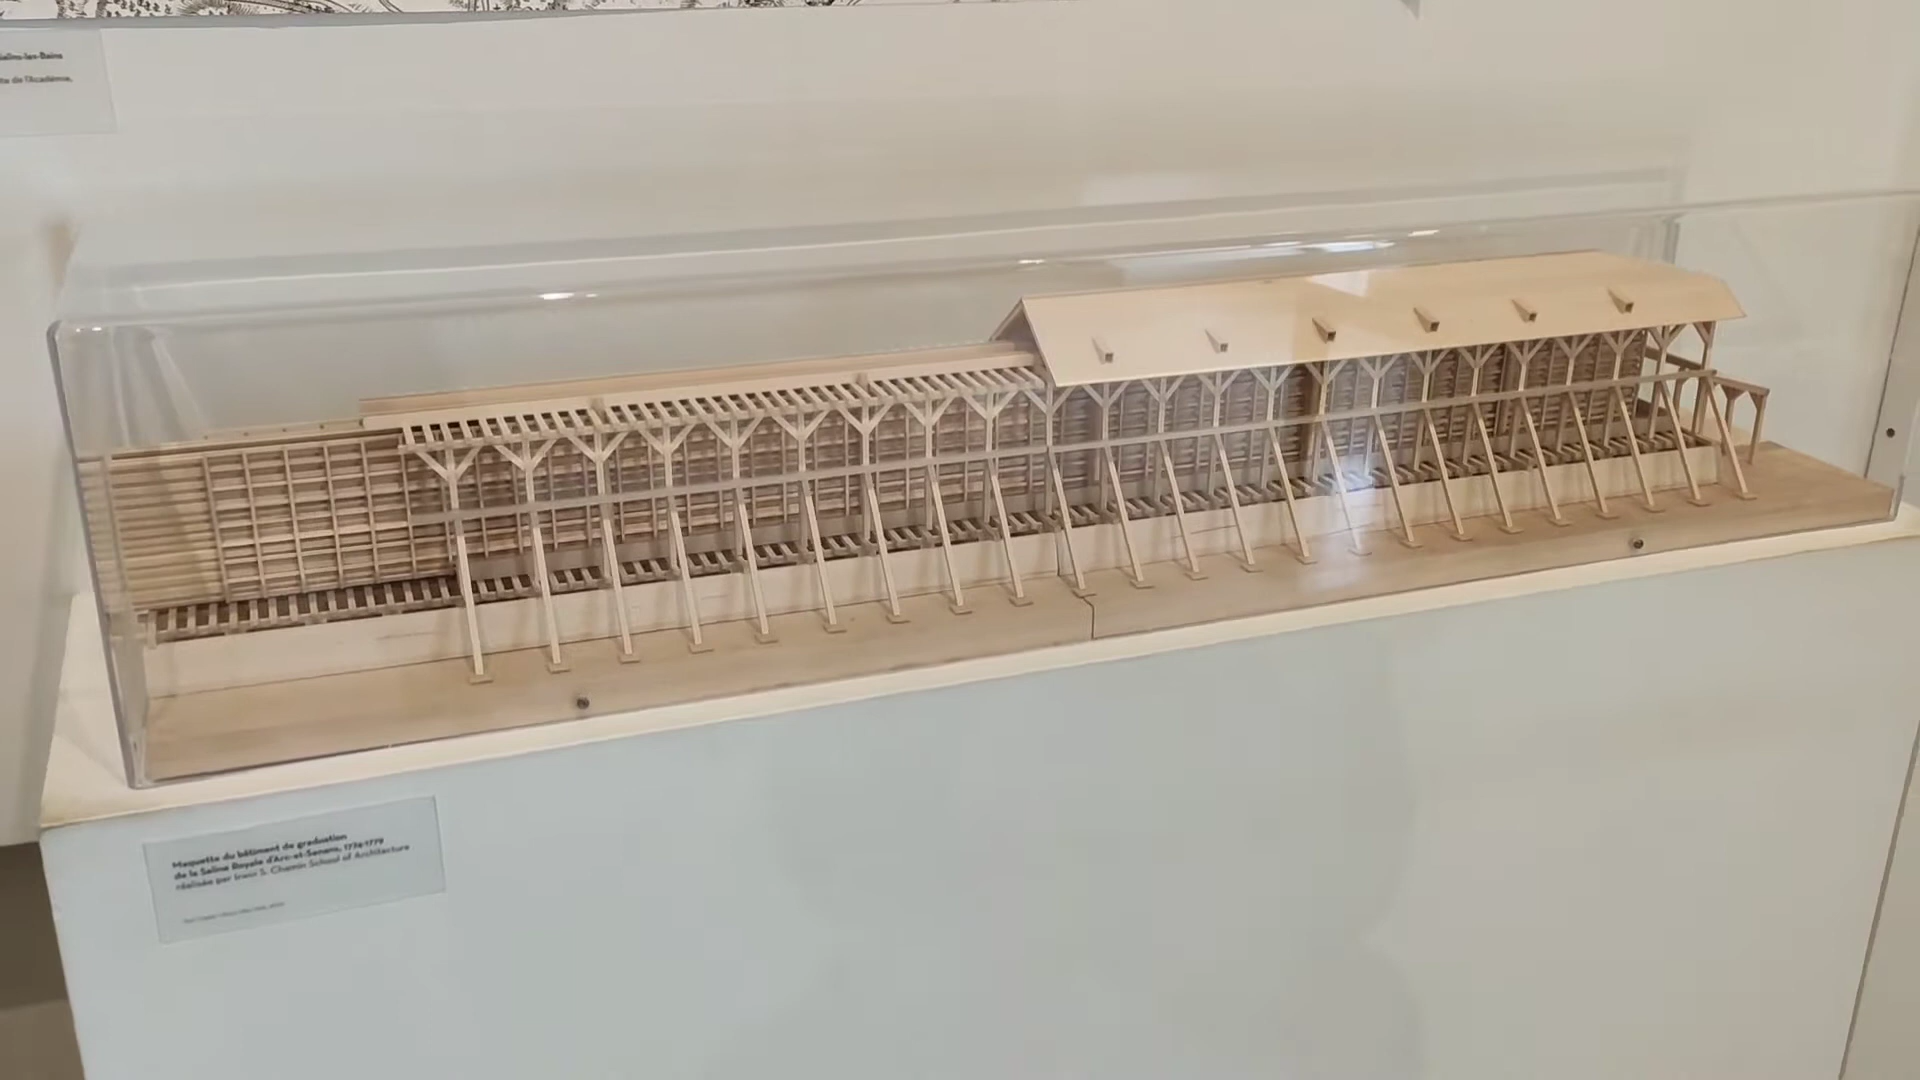 Salins-les-Bains
de l'Académie,
Maquette du bâtiment de graduation
de la Saline Royale d'Arc-et-Senans, 1774-1779
réalisée par Irwin S. Chanin School of Architecture